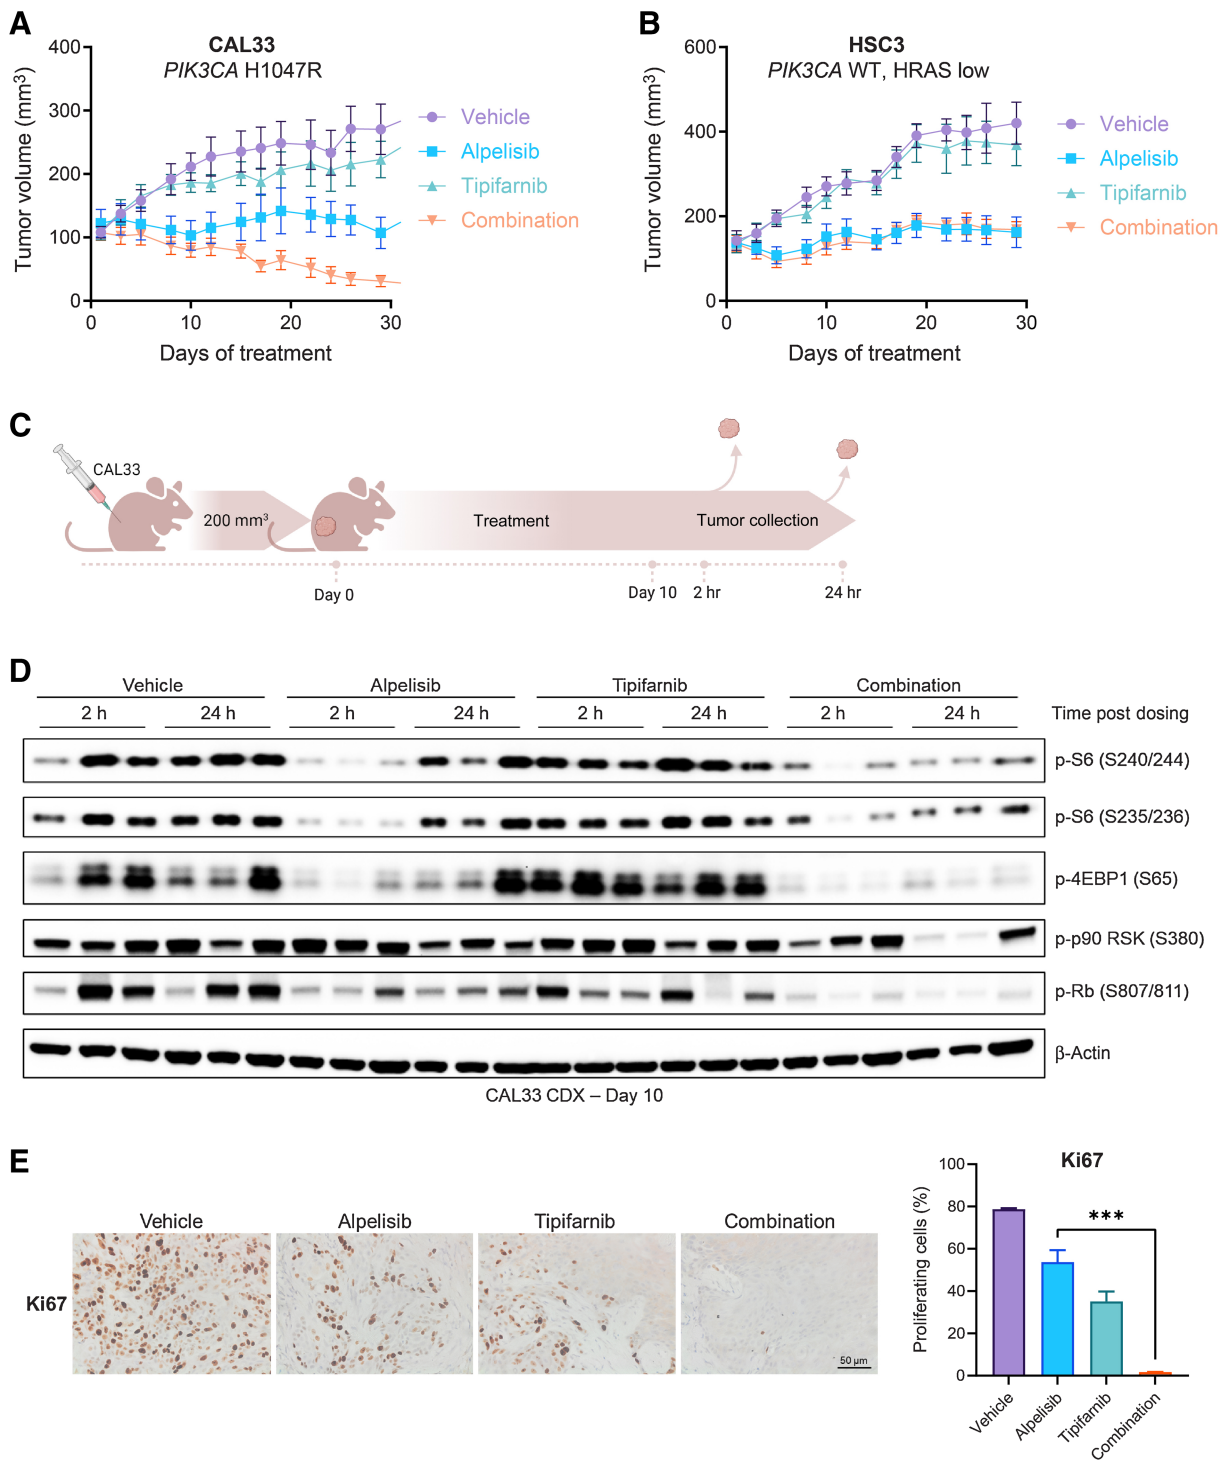 A
CAL33
PIK3CA H1047R
Tumor volume (mm³)
400
300
200
100
0
0
10
20
30
Days of treatment
Vehicle
Alpelisib
Tipifarnib
Combination
B
HSC3
PIK3CA WT, HRAS low
Tumor volume (mm³)
600
400
200
0
0
10
20
30
Days of treatment
Vehicle
Alpelisib
Tipifarnib
Combination
C
CAL33
200 mm³
Treatment
Tumor collection
Day 0
Day 10
2 hr
24 hr
D
Vehicle
Alpelisib
Tipifarnib
Combination
2 h
24 h
2 h
24 h
2 h
24 h
2 h
24 h
Time post dosing
p-S6 (S240/244)
p-S6 (S235/236)
p-4EBP1 (S65)
p-p90 RSK (S380)
p-Rb (S807/811)
β-Actin
CAL33 CDX – Day 10
E
Vehicle
Alpelisib
Tipifarnib
Combination
Ki67
50 µm
Ki67
Proliferating cells (%)
100
80
60
40
20
0
***
Vehicle
Alpelisib
Tipifarnib
Combination